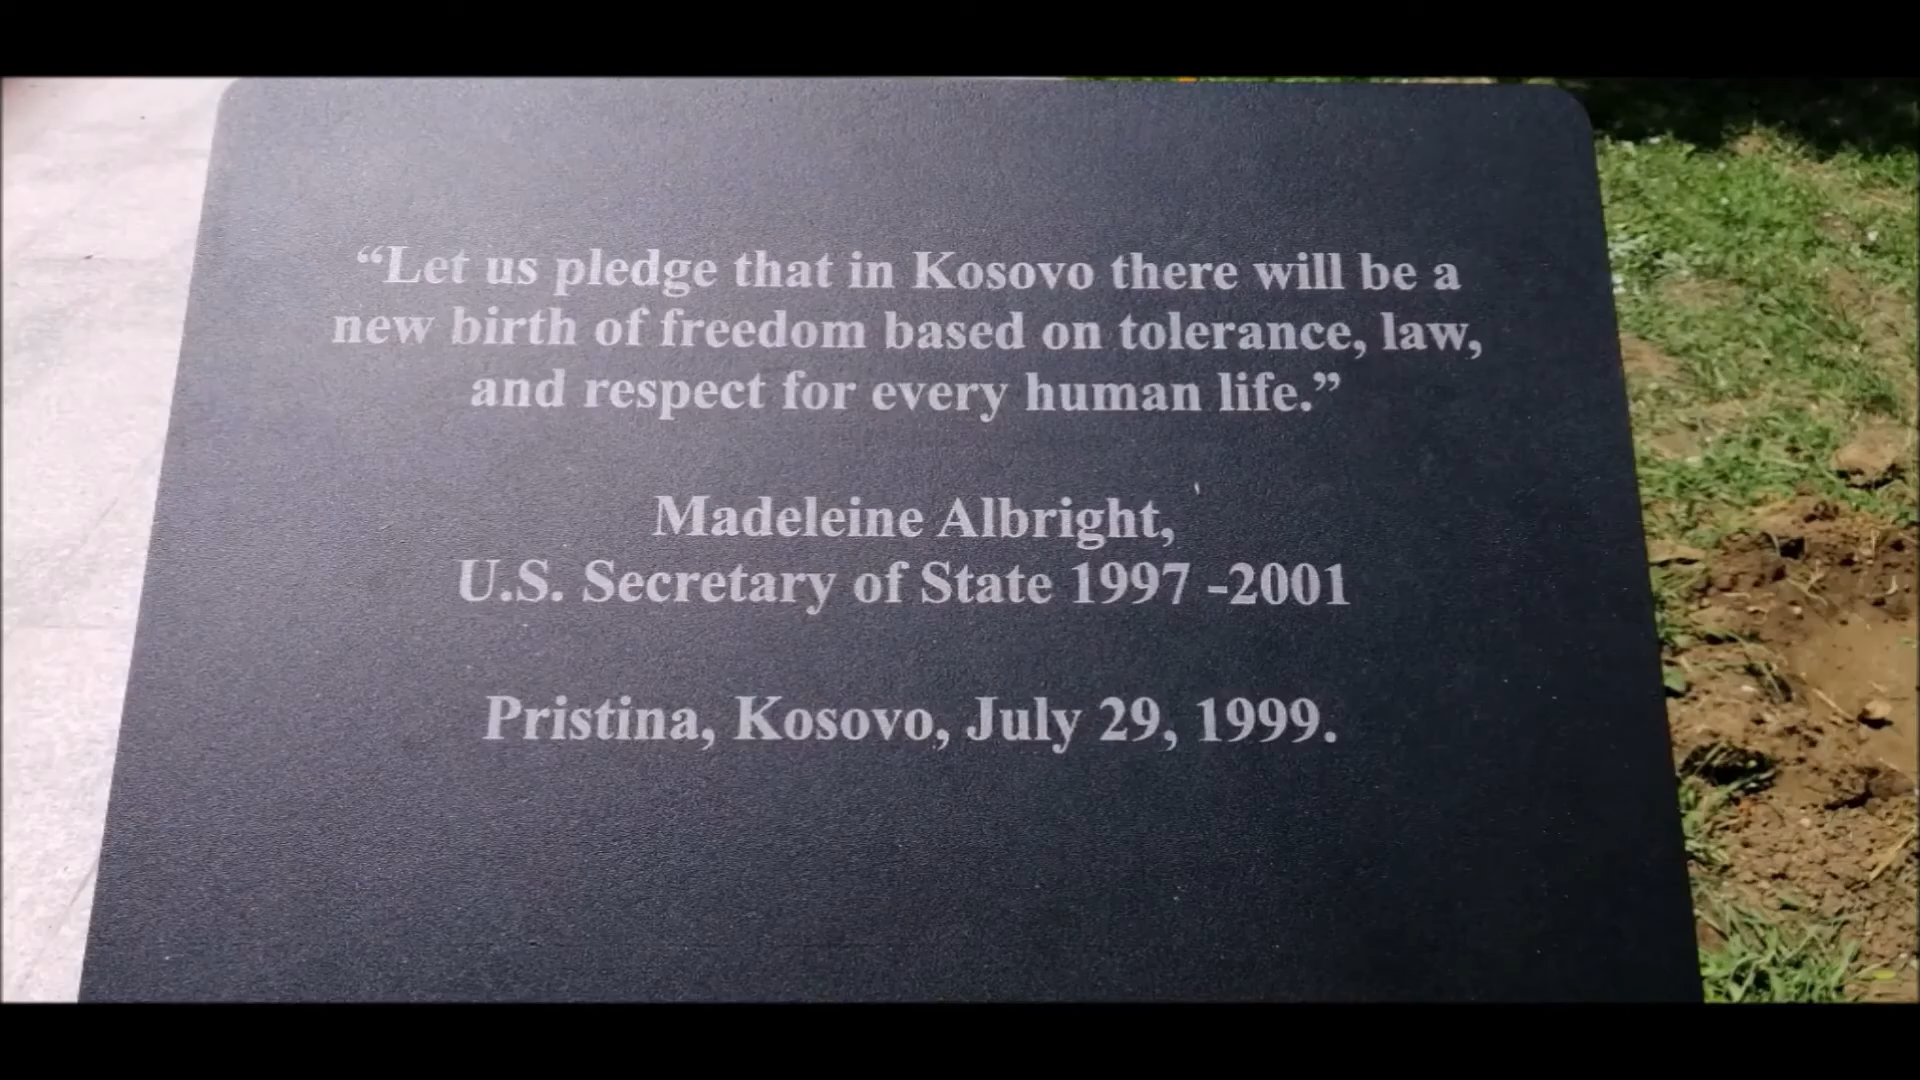 “Let us pledge that in Kosovo there will be a
new birth of freedom based on tolerance, law,
and respect for every human life.”
Madeleine Albright,
U.S. Secretary of State 1997 -2001
Pristina, Kosovo, July 29, 1999.